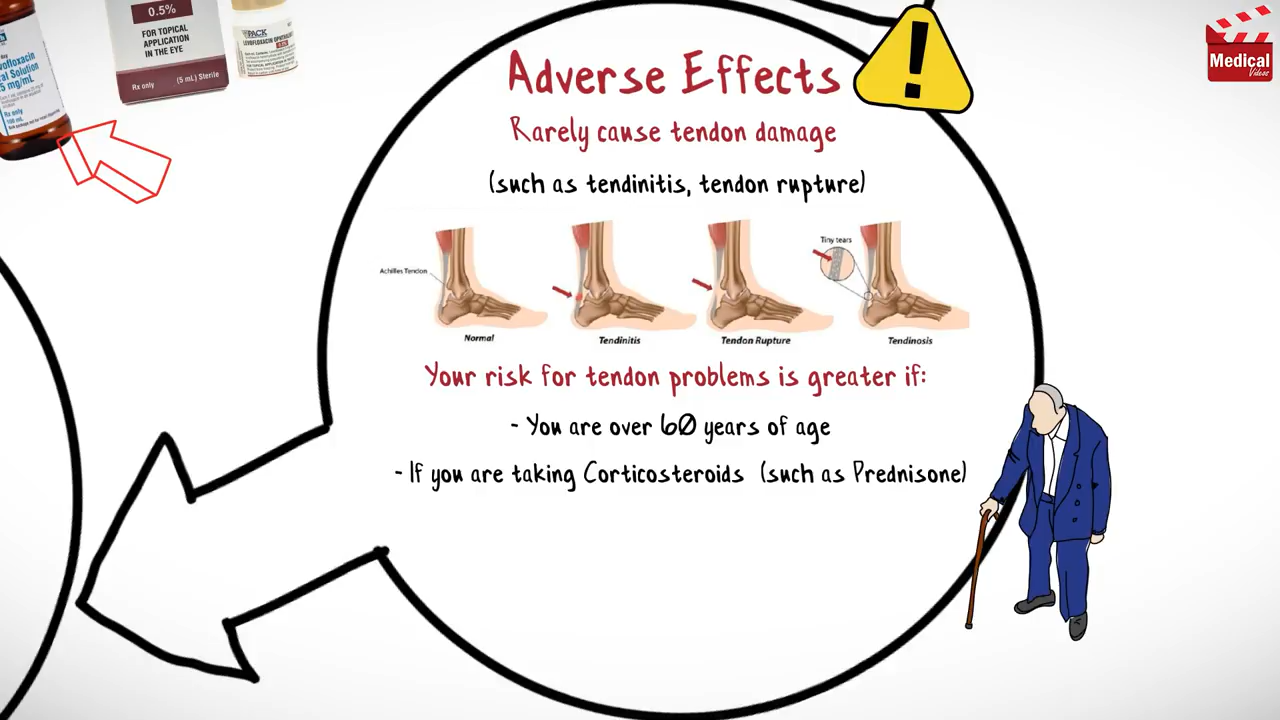 0.5%
FOR TOPICAL
APPLICATION
IN THE EYE
Rx only (5 mL) Sterile
PACK
Rx only
Medical
Videos
Adverse Effects
Rarely cause tendon damage
(such as tendinitis, tendon rupture)
Tiny tears
Achilles Tendon
Normal
Tendinitis
Tendon Rupture
Tendinosis
Your risk for tendon problems is greater if:
- You are over 60 years of age
- If you are taking Corticosteroids (such as Prednisone)